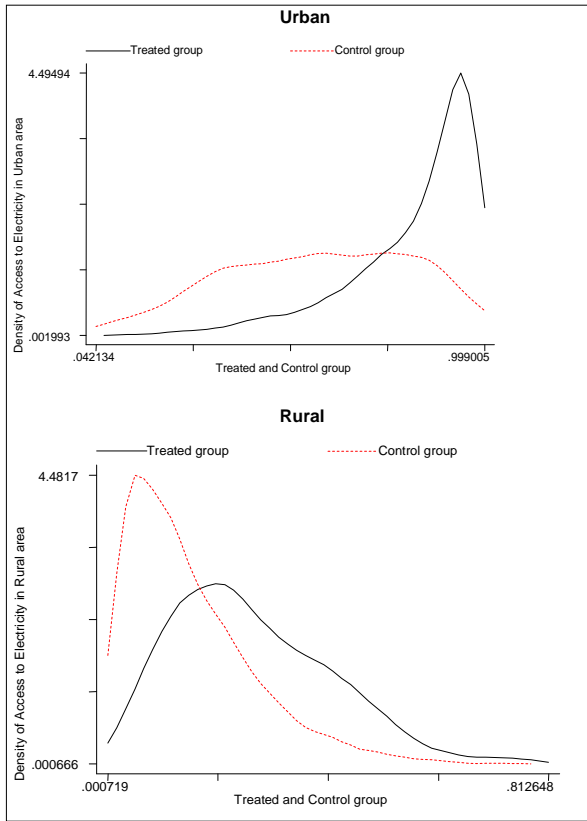 Urban
Treated group Control group
4.49494
Density of Access to Electricity in Urban area
.001993
.042134 .999005
Treated and Control group
Rural
Treated group Control group
4.4817
Density of Access to Electricity in Rural area
.000666
.000719 .812648
Treated and Control group